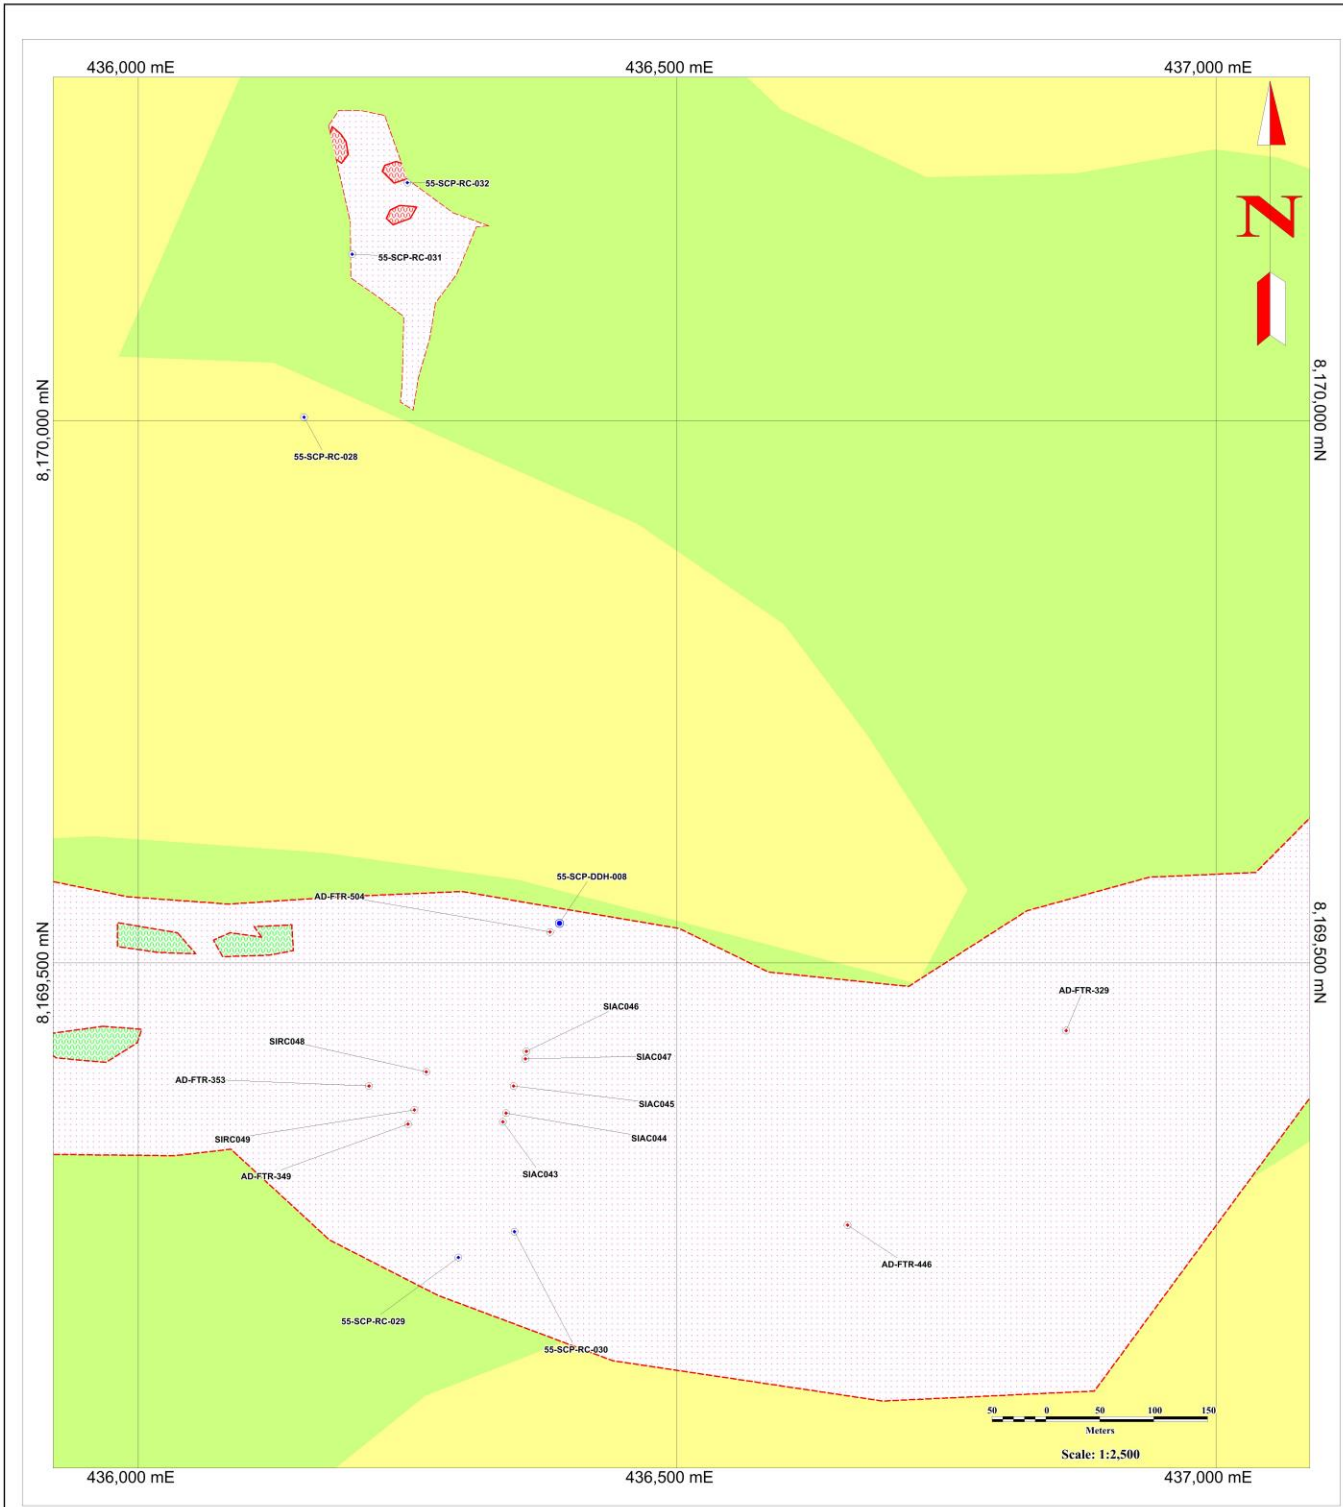 436,000 mE
436,500 mE
437,000 mE
55-SCP-RC-032
N
55-SCP-RC-031
8,170,000 mN
8,170,000 mN
55-SCP-RC-028
55-SCP-DDH-008
AD-FTR-504
8,169,500 mN
8,169,500 mN
AD-FTR-329
SIAC046
SIRC048
SIAC047
AD-FTR-353
SIAC045
SIRC049
SIAC044
AD-FTR-349
SIAC043
AD-FTR-446
55-SCP-RC-029
55-SCP-RC-030
50 0 50 100 150
Meters
Scale: 1:2,500
436,000 mE
436,500 mE
437,000 mE